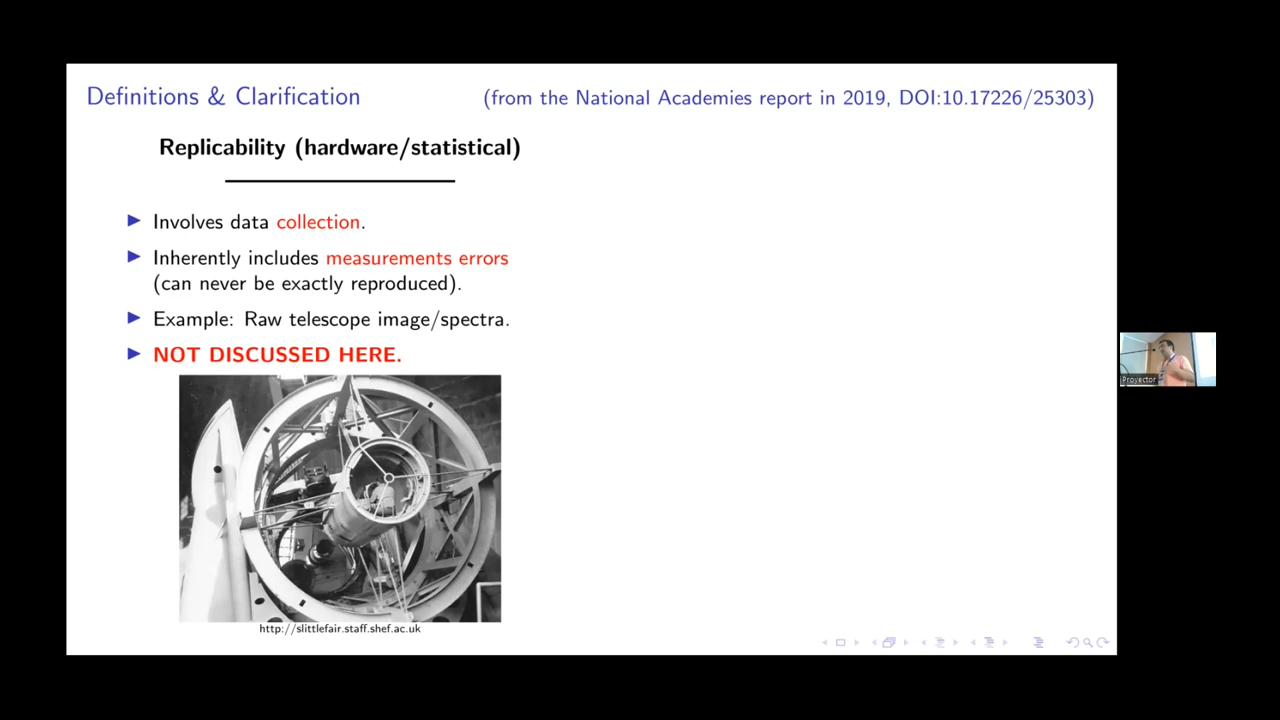 Definitions & Clarification (from the National Academies report in 2019, DOI:10.17226/25303)
Replicability (hardware/statistical)
Involves data collection.
Inherently includes measurements errors
(can never be exactly reproduced).
Example: Raw telescope image/spectra.
NOT DISCUSSED HERE.
http://slittlefair.staff.shef.ac.uk
Proyector